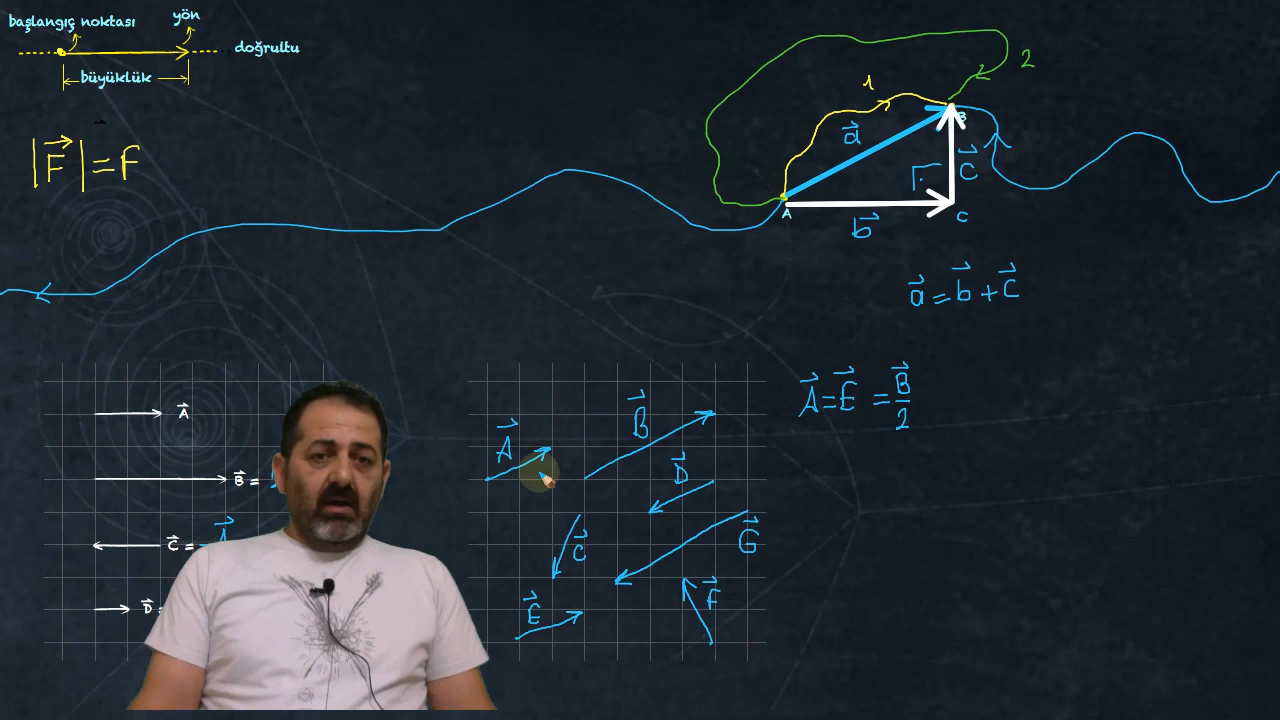 başlangıç noktası
yön
doğrultu
büyüklük
|F⃗| = f
1
2
a⃗
B
c⃗
A
b⃗
C
a⃗ = b⃗ + c⃗
A⃗
B⃗ =
C⃗ = -A⃗
D⃗ =
A⃗
B⃗
D⃗
C⃗
G⃗
E⃗
F⃗
A⃗ = E⃗ = B⃗/2